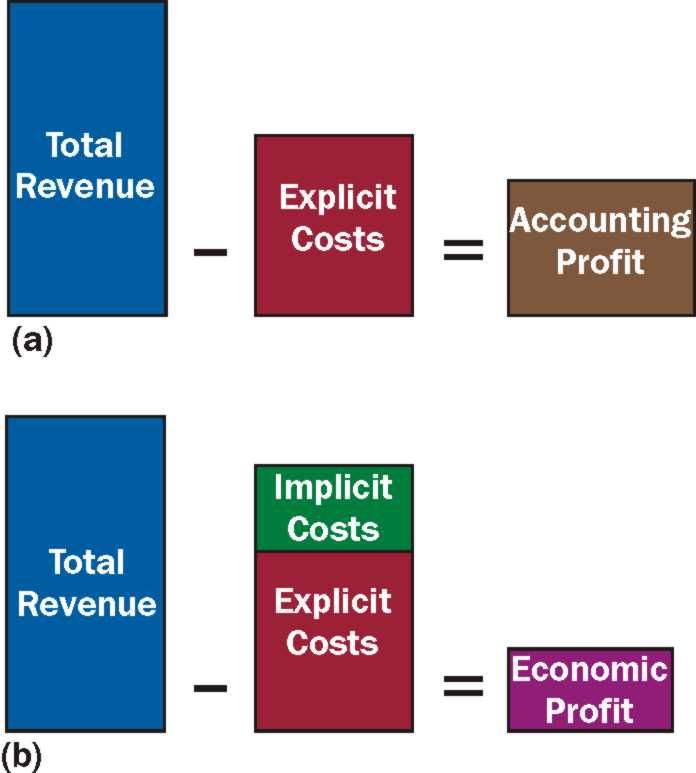 Total
Revenue
–
Explicit
Costs
=
Accounting
Profit
(a)
Total
Revenue
–
Implicit
Costs
Explicit
Costs
=
Economic
Profit
(b)